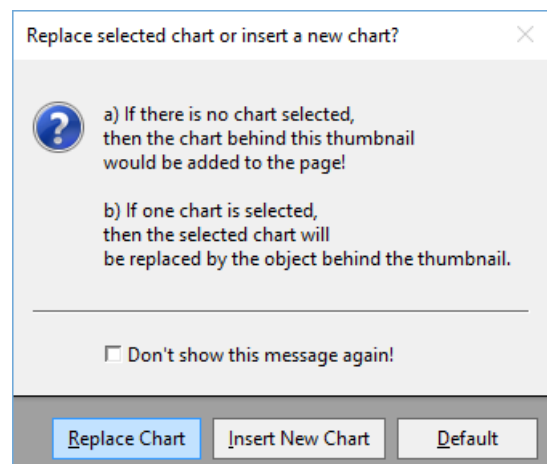 Replace selected chart or insert a new chart?
a) If there is no chart selected,
then the chart behind this thumbnail
would be added to the page!
b) If one chart is selected,
then the selected chart will
be replaced by the object behind the thumbnail.
Don't show this message again!
Replace Chart Insert New Chart Default